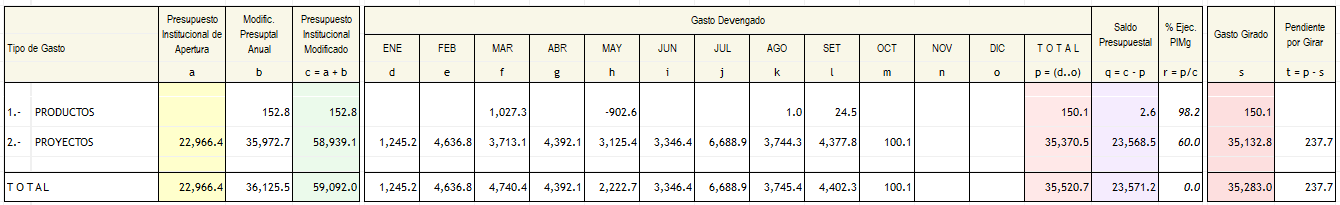 Presupuesto Modific. Presupuesto Gasto Devengado
Institucional de Presuptal Institucional Saldo % Ejec. Gasto Girado Pendiente
Tipo de Gasto Apertura Anual Modificado ENE FEB MAR ABR MAY JUN JUL AGO SET OCT NOV DIC T O T A L Presupuestal PIMg por Girar
a b c = a + b d e f g h i j k l m n o p = (d..o) q = c - p r = p/c s t = p - s
1.- PRODUCTOS 152.8 152.8 1,027.3 -902.6 1.0 24.5 150.1 2.6 98.2 150.1
2.- PROYECTOS 22,966.4 35,972.7 58,939.1 1,245.2 4,636.8 3,713.1 4,392.1 3,125.4 3,346.4 6,688.9 3,744.3 4,377.8 100.1 35,370.5 23,568.5 60.0 35,132.8 237.7
T O T A L 22,966.4 36,125.5 59,092.0 1,245.2 4,636.8 4,740.4 4,392.1 2,222.7 3,346.4 6,688.9 3,745.4 4,402.3 100.1 35,520.7 23,571.2 0.0 35,283.0 237.7